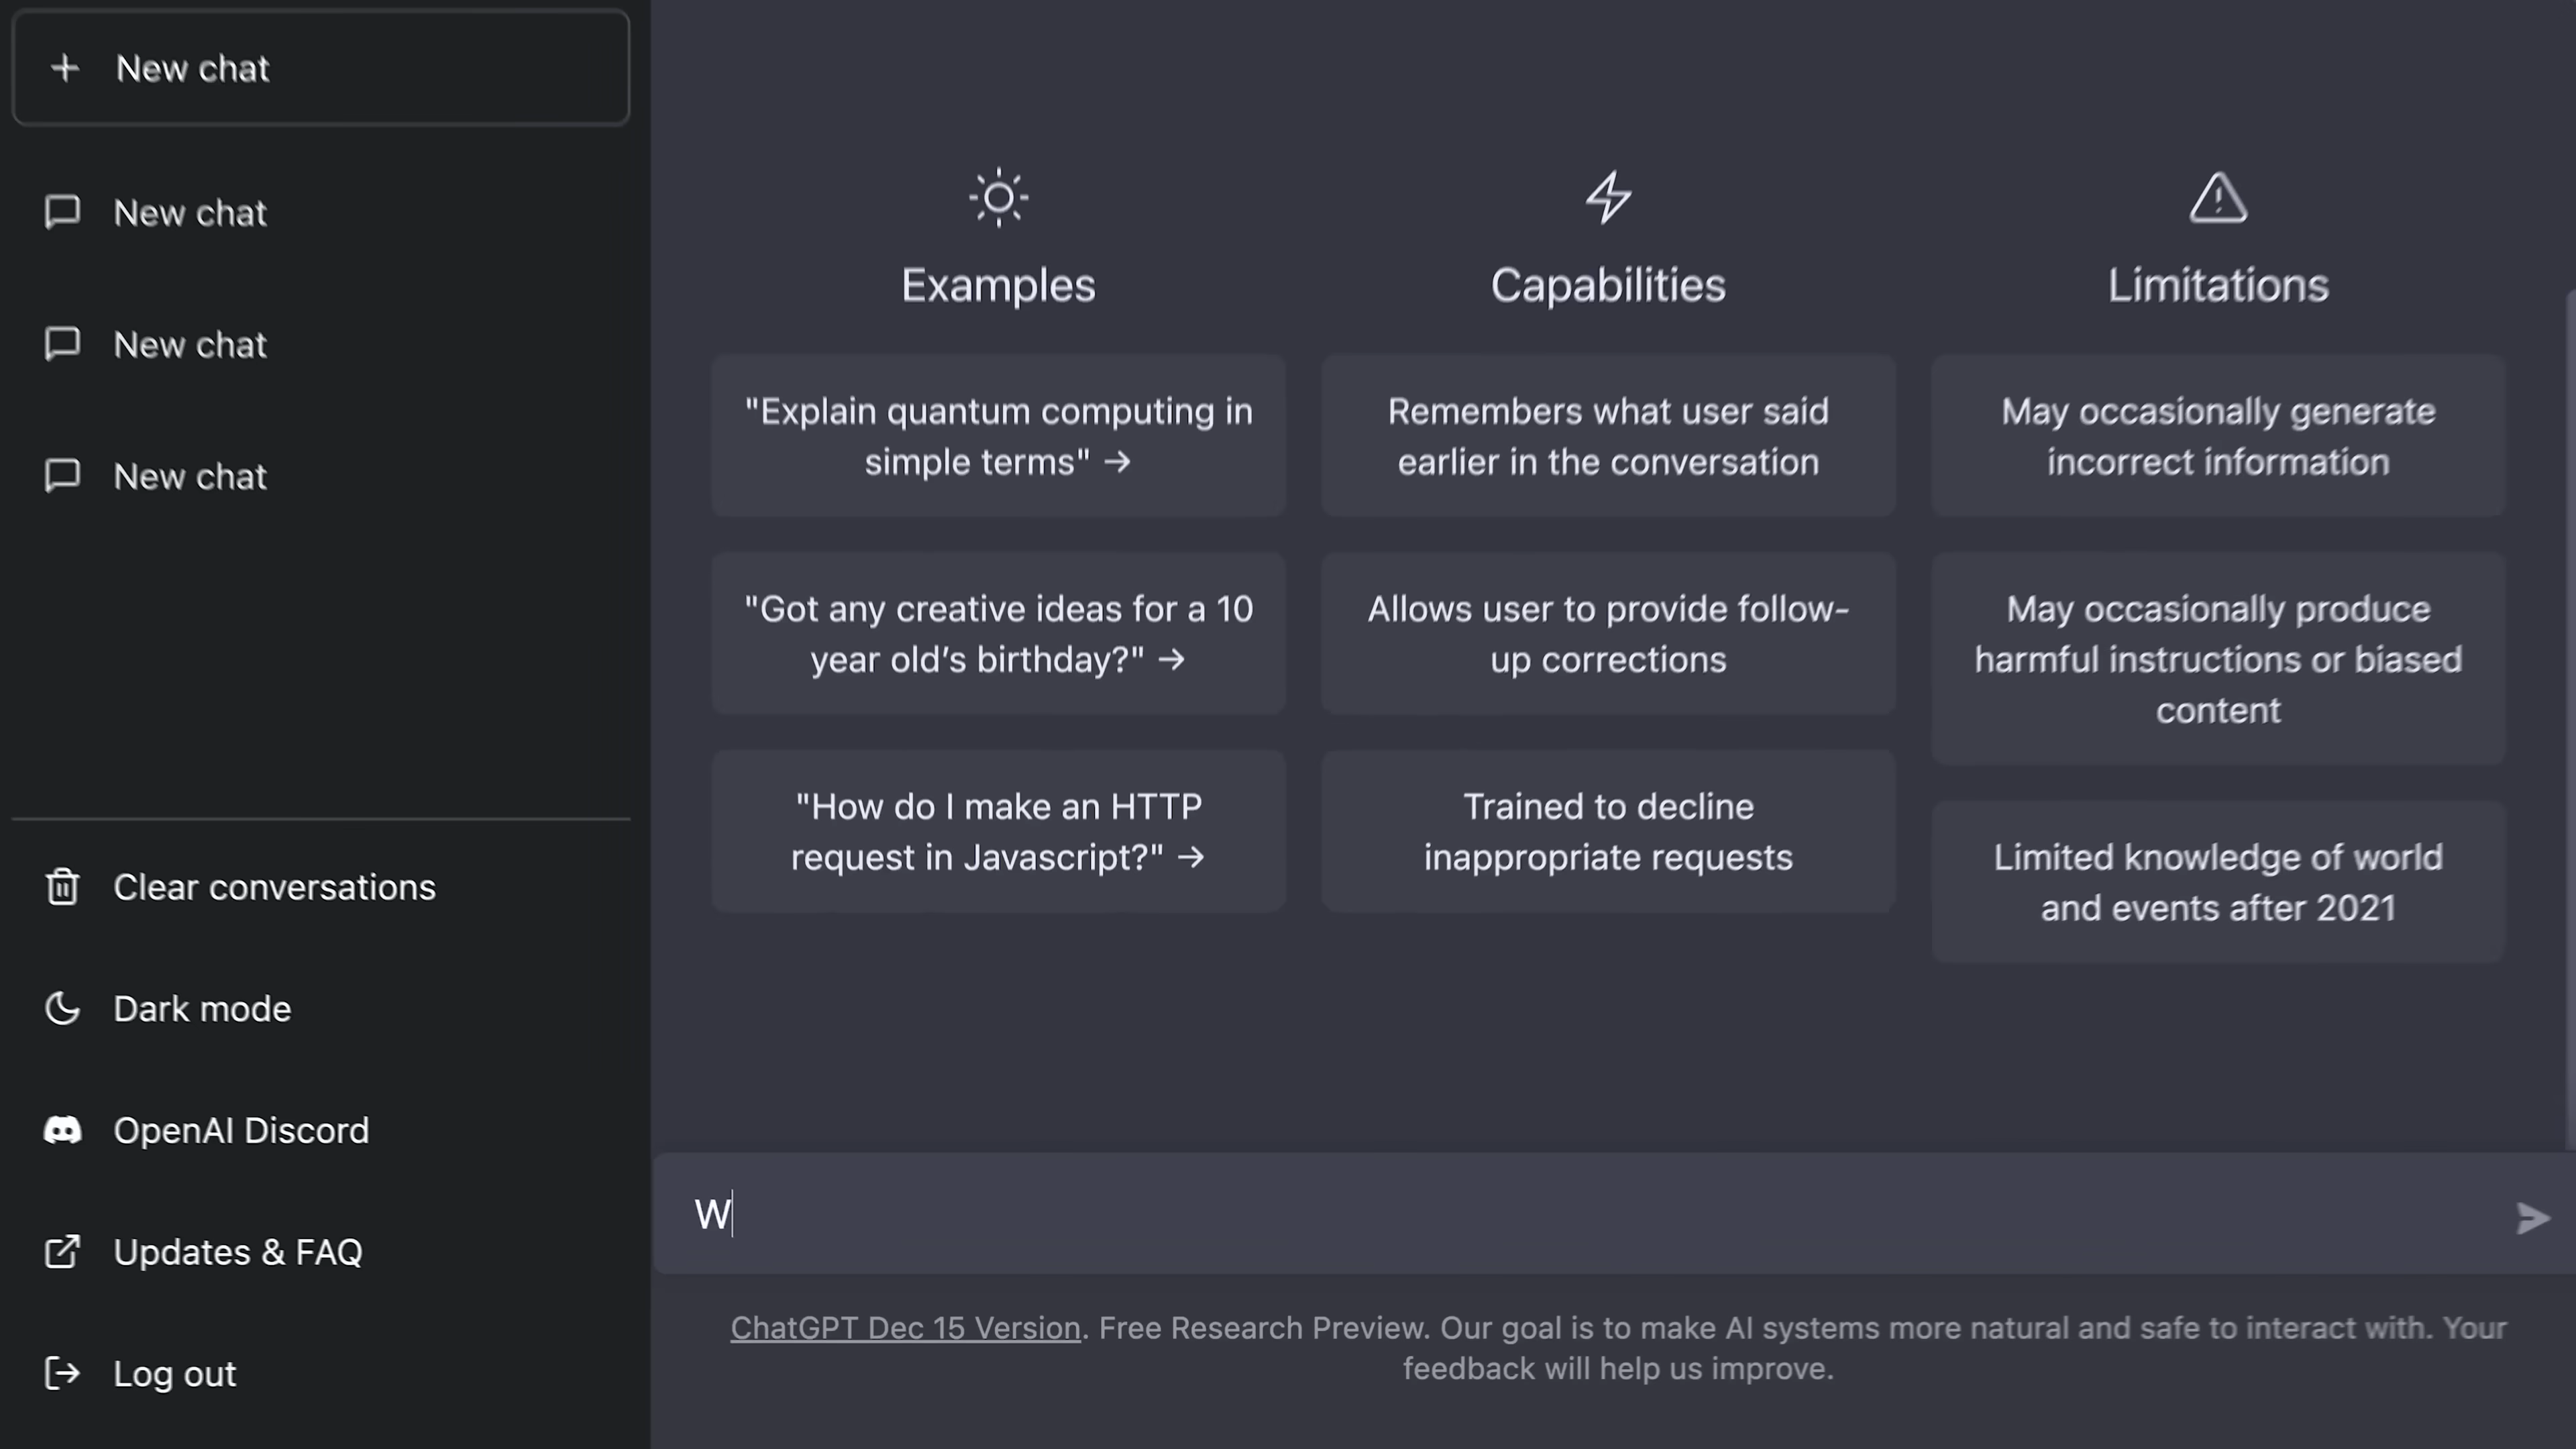 New chat
New chat
New chat
New chat
Clear conversations
Dark mode
OpenAI Discord
Updates & FAQ
Log out
Examples
"Explain quantum computing in
simple terms" →
"Got any creative ideas for a 10
year old’s birthday?" →
"How do I make an HTTP
request in Javascript?" →
Capabilities
Remembers what user said
earlier in the conversation
Allows user to provide follow-
up corrections
Trained to decline
inappropriate requests
Limitations
May occasionally generate
incorrect information
May occasionally produce
harmful instructions or biased
content
Limited knowledge of world
and events after 2021
W
ChatGPT Dec 15 Version. Free Research Preview. Our goal is to make AI systems more natural and safe to interact with. Your
feedback will help us improve.